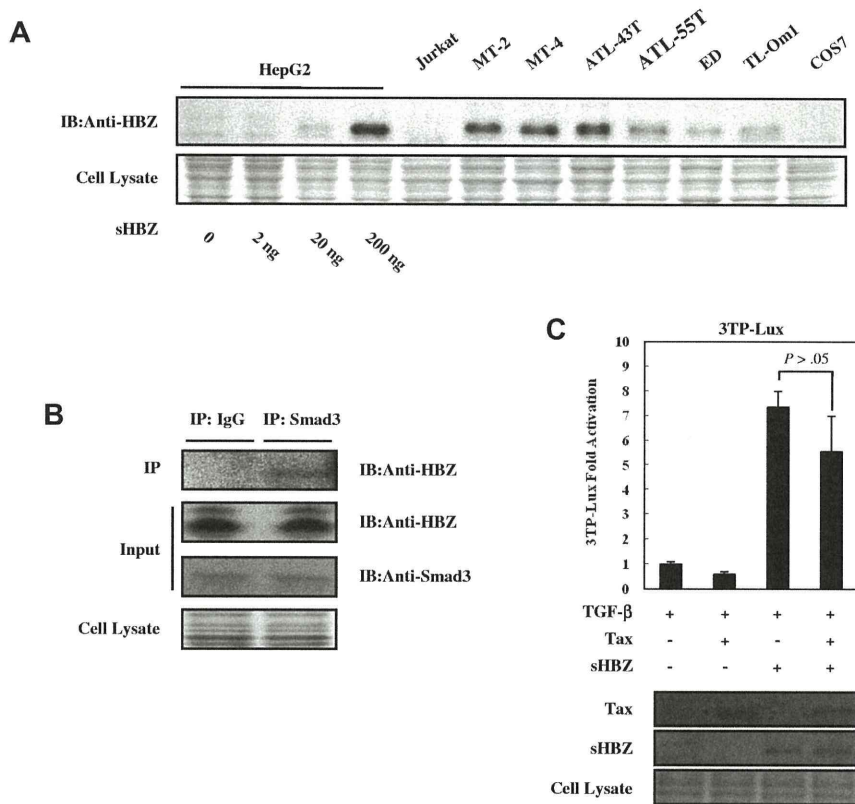 A
HepG2
Jurkat
MT-2
MT-4
ATL-43T
ATL-55T
ED
TL-Om1
COS7
IB:Anti-HBZ
Cell Lysate
sHBZ
0
2 ng
20 ng
200 ng
B
IP: IgG
IP: Smad3
IP
IB:Anti-HBZ
Input
IB:Anti-HBZ
IB:Anti-Smad3
Cell Lysate
C
3TP-Lux
3TP-Lux Fold Activation
10
9
8
7
6
5
4
3
2
1
0
P > .05
TGF-β + + + +
Tax - + - +
sHBZ - - + +
Tax
sHBZ
Cell Lysate